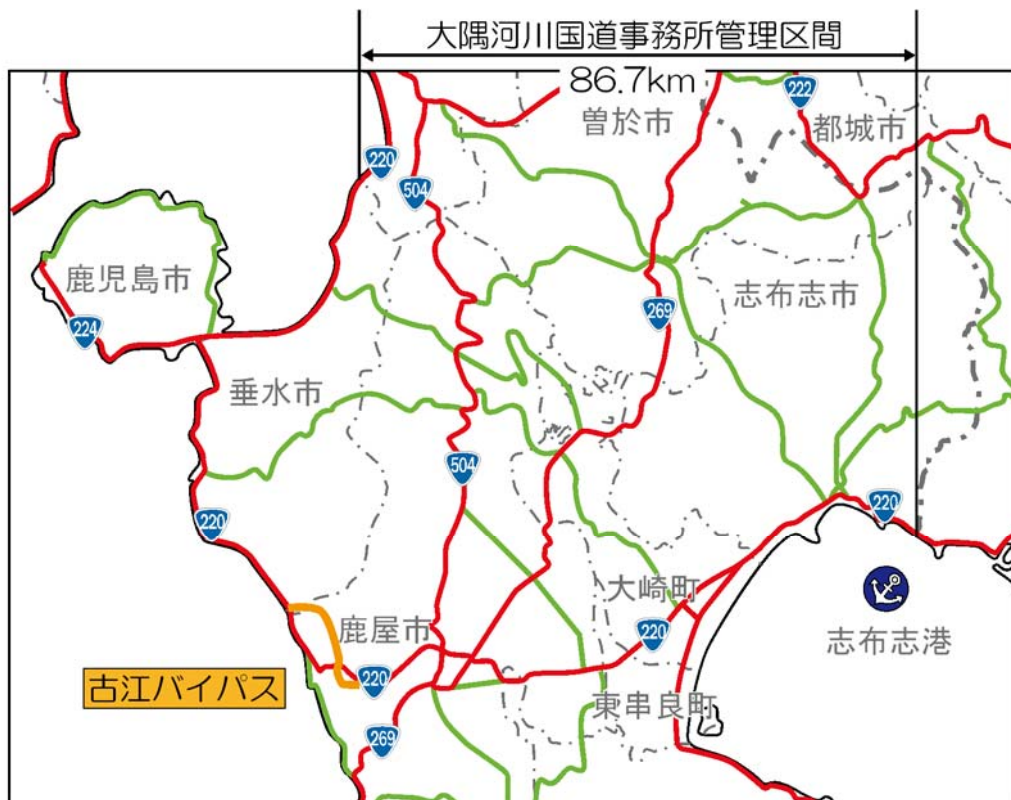 大隅河川国道事務所管理区間
86.7km
222
曽於市
都城市
220
504
鹿児島市
志布志市
269
224
垂水市
504
220
220
大崎町
鹿屋市
220
志布志港
220
古江バイパス
東串良町
269